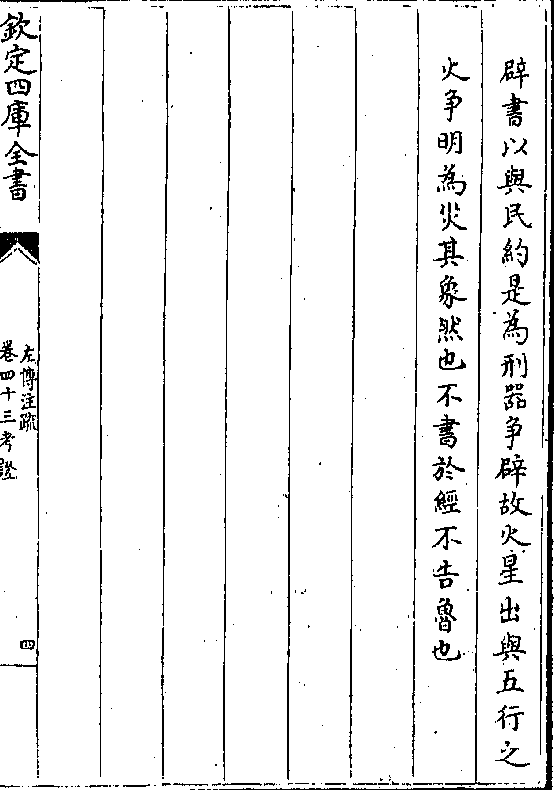 辟書以與民約是為刑器争辟故火星出與五行之
火争明為災其象然也不書於經不告魯也
欽定四庫全書
左傳注疏
卷四十三考證
四